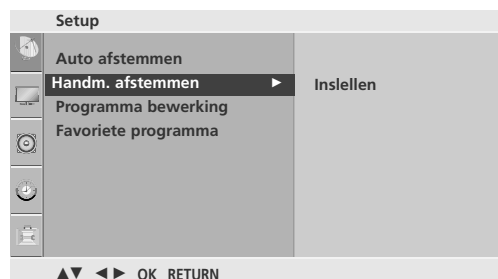 Setup
Auto afstemmen
Handm. afstemmen ► Inslellen
Programma bewerking
Favoriete programma
▲▼ ◄► OK RETURN